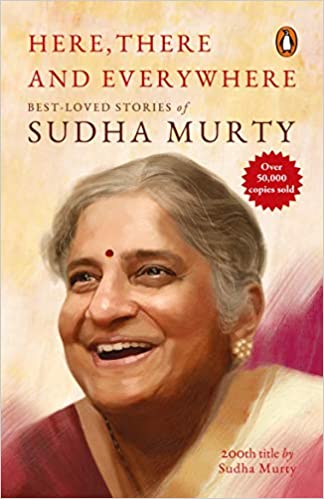 HERE, THERE
AND EVERYWHERE
BEST-LOVED STORIES of
SUDHA MURTY
Over
50,000
copies sold
200th title by
Sudha Murty